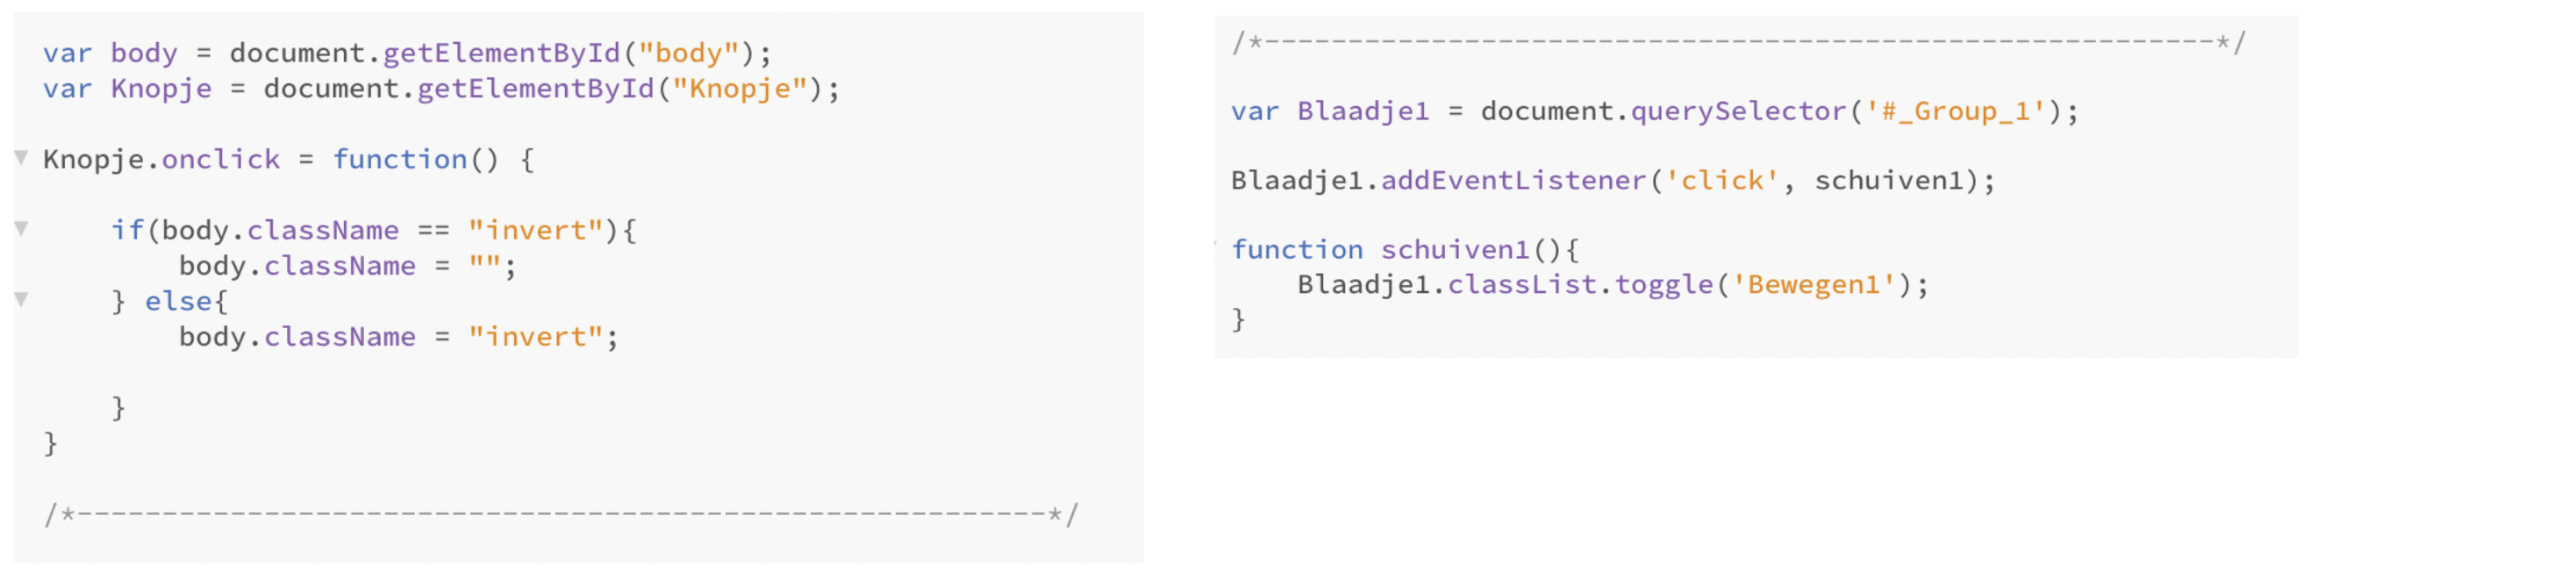 var body = document.getElementById("body");
var Knopje = document.getElementById("Knopje");
Knopje.onclick = function() {
if(body.className == "invert"){
body.className = "";
} else{
body.className = "invert";
}
}
/*---------------------------------------------------------*/
/*---------------------------------------------------------*/
var Blaadje1 = document.querySelector('#_Group_1');
Blaadje1.addEventListener('click', schuiven1);
function schuiven1(){
Blaadje1.classList.toggle('Bewegen1');
}